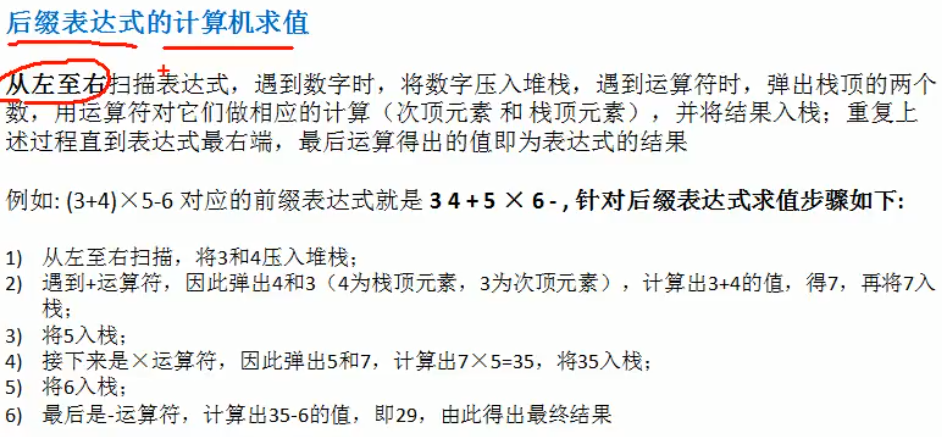 后缀表达式的计算机求值
从左至右扫描表达式，遇到数字时，将数字压入堆栈，遇到运算符时，弹出栈顶的两个
数，用运算符对它们做相应的计算（次顶元素 和 栈顶元素），并将结果入栈；重复上
述过程直到表达式最右端，最后运算得出的值即为表达式的结果
例如: (3+4)×5-6 对应的前缀表达式就是 3 4 + 5 × 6 - , 针对后缀表达式求值步骤如下:
1) 从左至右扫描，将3和4压入堆栈；
2) 遇到+运算符，因此弹出4和3（4为栈顶元素，3为次顶元素），计算出3+4的值，得7，再将7入
栈；
3) 将5入栈；
4) 接下来是×运算符，因此弹出5和7，计算出7×5=35，将35入栈；
5) 将6入栈；
6) 最后是-运算符，计算出35-6的值，即29，由此得出最终结果